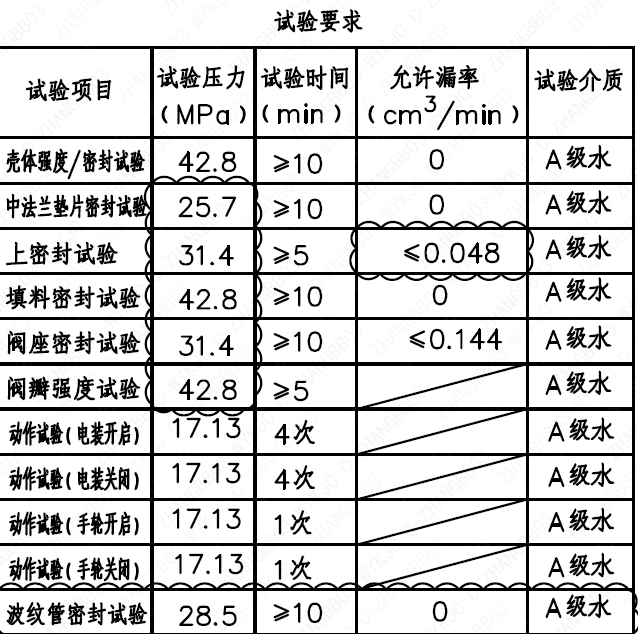 试验要求
试验项目 试验压力 (MPa) 试验时间 (min) 允许漏率 (cm³/min) 试验介质
壳体强度/密封试验 42.8 ≥10 0 A级水
中法兰垫片密封试验 25.7 ≥10 0 A级水
上密封试验 31.4 ≥5 ≤0.048 A级水
填料密封试验 42.8 ≥10 0 A级水
阀座密封试验 31.4 ≥10 ≤0.144 A级水
阀瓣强度试验 42.8 ≥5 A级水
动作试验(电装开启) 17.13 4次 A级水
动作试验(电装关闭) 17.13 4次 A级水
动作试验(手轮开启) 17.13 1次 A级水
动作试验(手轮关闭) 17.13 1次 A级水
波纹管密封试验 28.5 ≥10 0 A级水